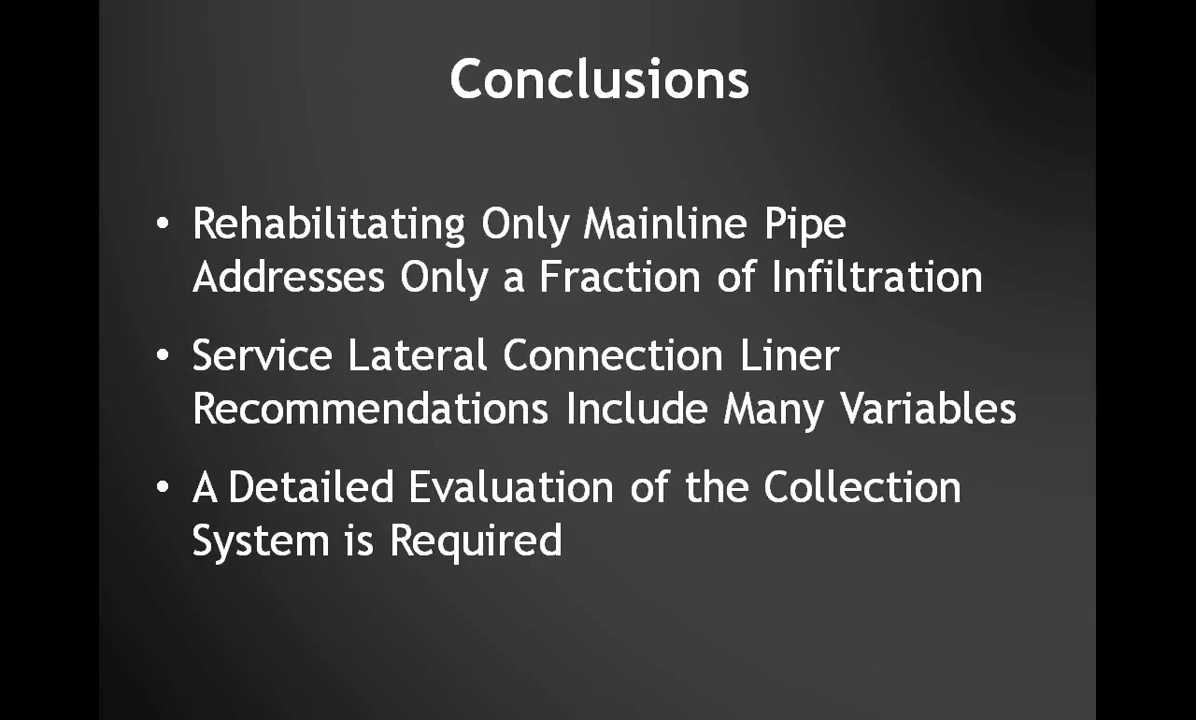 Conclusions
• Rehabilitating Only Mainline Pipe
Addresses Only a Fraction of Infiltration
• Service Lateral Connection Liner
Recommendations Include Many Variables
• A Detailed Evaluation of the Collection
System is Required